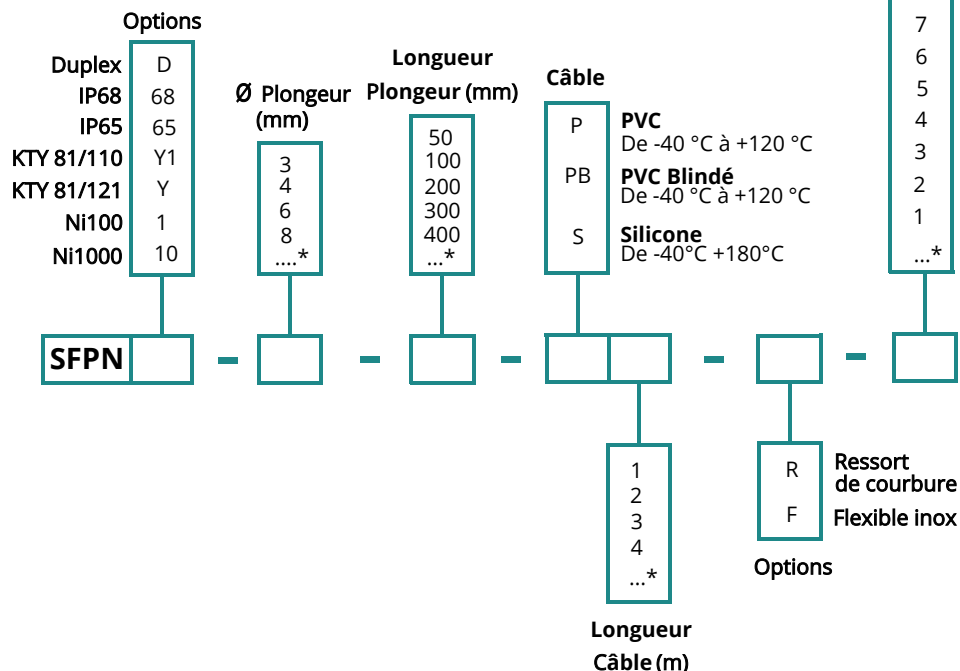 Options
Duplex D
IP68 68
IP65 65
KTY 81/110 Y1
KTY 81/121 Y
Ni100 1
Ni1000 10
Ø Plongeur
(mm)
3
4
6
8
....*
Longueur
Plongeur (mm)
50
100
200
300
400
...*
Câble
P PVC
De -40 °C à +120 °C
PB PVC Blindé
De -40 °C à +120 °C
S Silicone
De -40°C +180°C
7
6
5
4
3
2
1
...*
SFPN - - - - -
1
2
3
4
...*
Longueur
Câble (m)
R Ressort
de courbure
F Flexible inox
Options